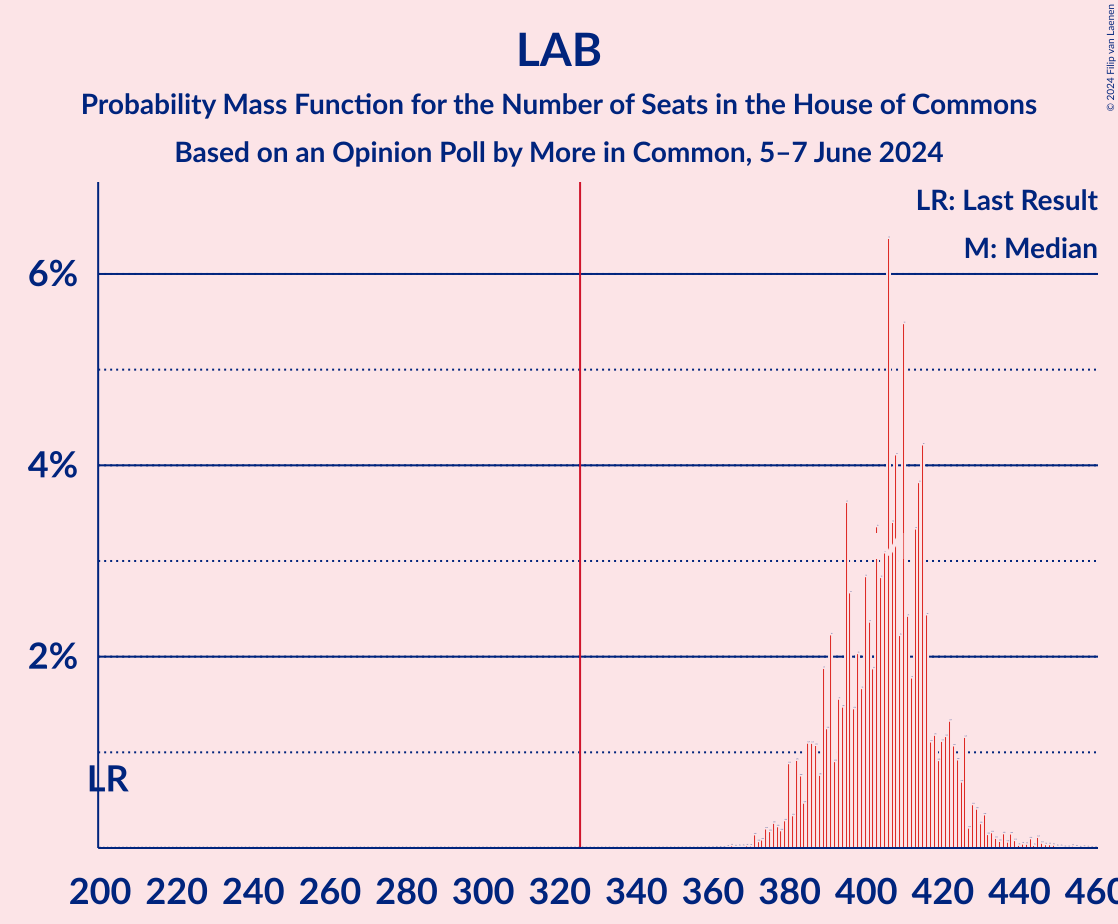 LAB
Probability Mass Function for the Number of Seats in the House of Commons
Based on an Opinion Poll by More in Common, 5–7 June 2024
© 2024 Filip van Laenen
LR: Last Result
M: Median
6%
4%
2%
LR
200 220 240 260 280 300 320 340 360 380 400 420 440 460